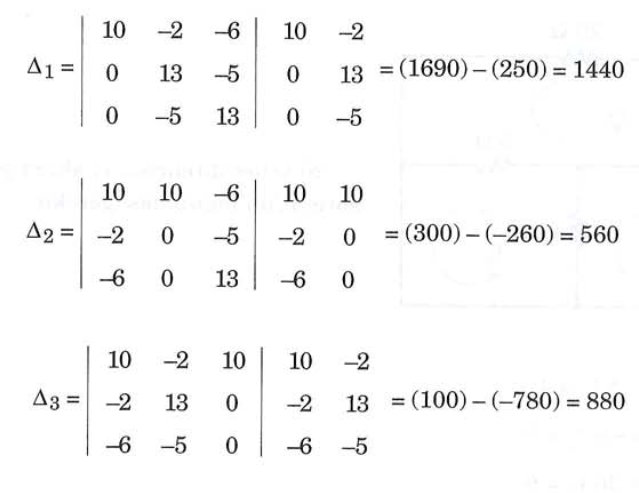 10 –2 –6 10 –2
Δ1 = 0 13 –5 0 13 = (1690) – (250) = 1440
0 –5 13 0 –5
10 10 –6 10 10
Δ2 = –2 0 –5 –2 0 = (300) – (–260) = 560
–6 0 13 –6 0
10 –2 10 10 –2
Δ3 = –2 13 0 –2 13 = (100) – (–780) = 880
–6 –5 0 –6 –5